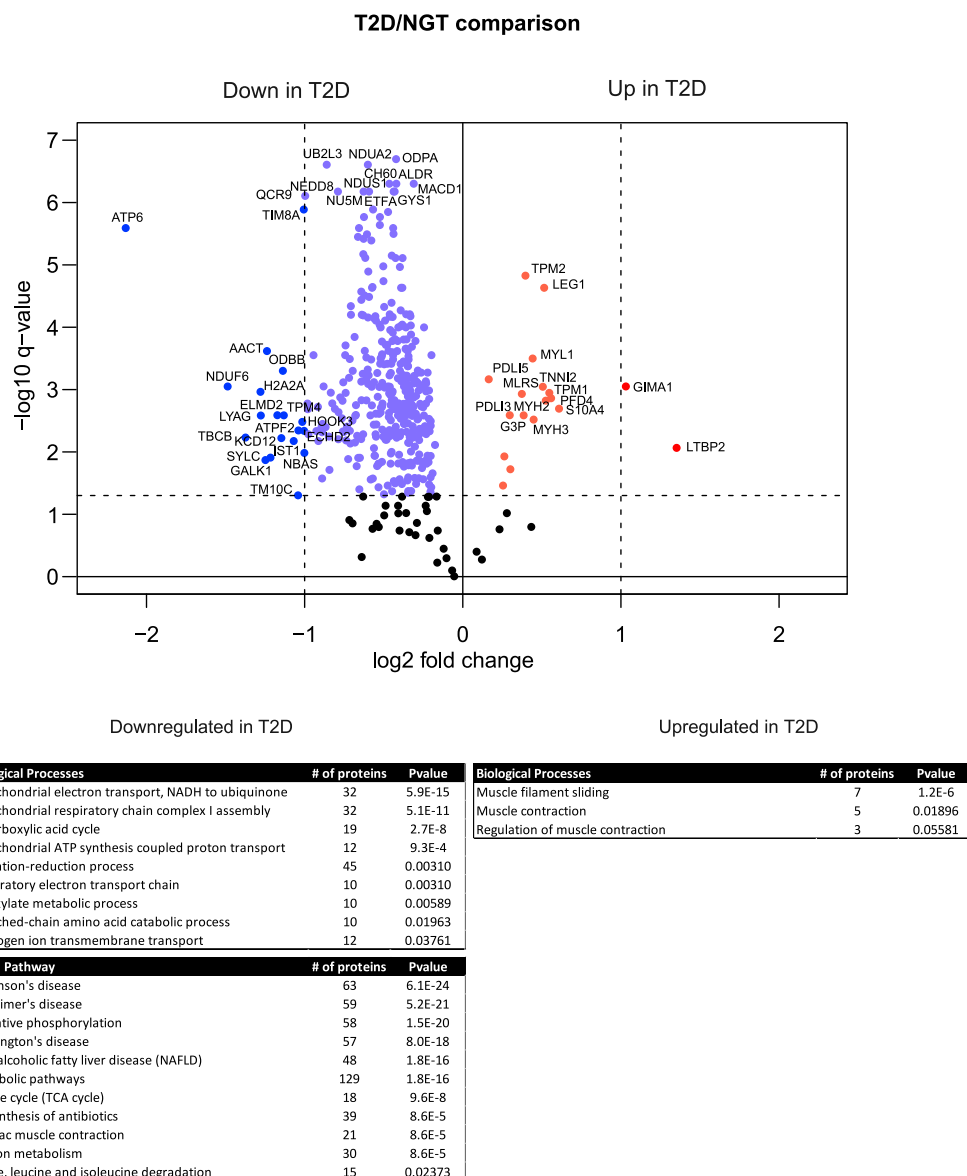 T2D/NGT comparison
Down in T2D
Up in T2D
−log10 q−value
7
6
5
4
3
2
1
0
UB2L3
NDUA2
ODPA
CH60
ALDR
NEDD8
NDUS1
MACD1
QCR9
NU5M
ETFA
GYS1
TIM8A
ATP6
AACT
ODBB
NDUF6
H2A2A
ELMD2
TPM4
LYAG
HOOK3
ATPF2
TBCB
KCD12
ECHD2
IST1
SYLC
NBAS
GALK1
TM10C
TPM2
LEG1
MYL1
PDLI5
TNNI2
MLRS
TPM1
PFD4
PDLI3
MYH2
S10A4
G3P
MYH3
GIMA1
LTBP2
−2
−1
0
1
2
log2 fold change
Downregulated in T2D
Upregulated in T2D
gical Processes # of proteins Pvalue
chondrial electron transport, NADH to ubiquinone 32 5.9E-15
chondrial respiratory chain complex I assembly 32 5.1E-11
rboxylic acid cycle 19 2.7E-8
chondrial ATP synthesis coupled proton transport 12 9.3E-4
tion-reduction process 45 0.00310
ratory electron transport chain 10 0.00310
xylate metabolic process 10 0.00589
ched-chain amino acid catabolic process 10 0.01963
ogen ion transmembrane transport 12 0.03761
Biological Processes # of proteins Pvalue
Muscle filament sliding 7 1.2E-6
Muscle contraction 5 0.01896
Regulation of muscle contraction 3 0.05581
Pathway # of proteins Pvalue
nson's disease 63 6.1E-24
imer's disease 59 5.2E-21
ative phosphorylation 58 1.5E-20
ngton's disease 57 8.0E-18
alcoholic fatty liver disease (NAFLD) 48 1.8E-16
bolic pathways 129 1.8E-16
e cycle (TCA cycle) 18 9.6E-8
nthesis of antibiotics 39 8.6E-5
ac muscle contraction 21 8.6E-5
on metabolism 30 8.6E-5
e, leucine and isoleucine degradation 15 0.02373